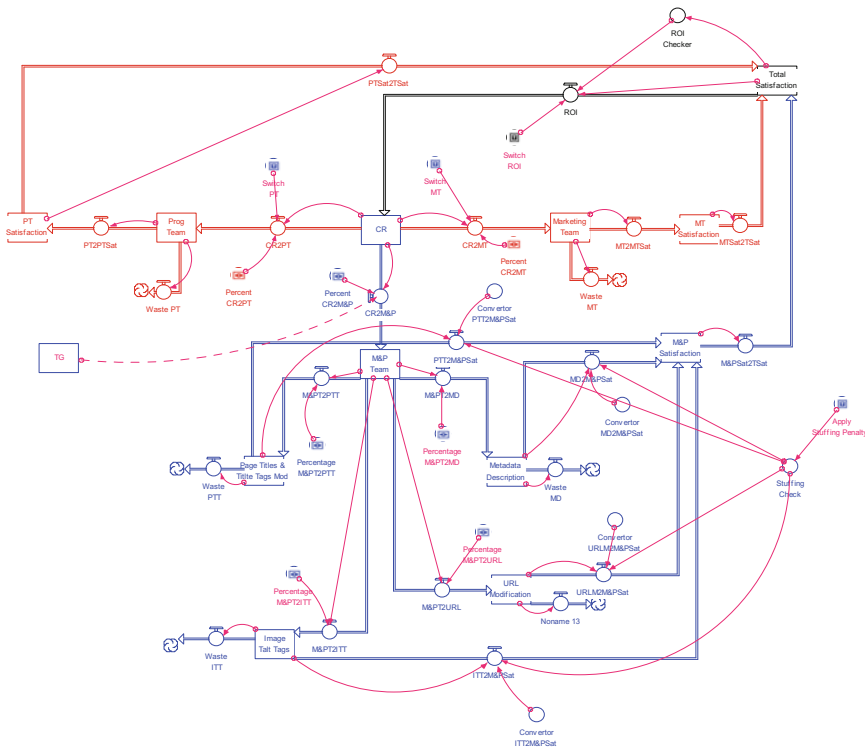 ROI
Checker
PTSat2TSat
Total
Satisfaction
ROI
Switch
ROI
Switch
PT
Switch
MT
PT
Satisfaction
PT2PTSat
Prog
Team
CR2PT
CR
CR2MT
Marketing
Team
MT2MTSat
MT
Satisfaction
MTSat2TSat
Percent
CR2MT
Waste PT
Percent
CR2PT
Percent
CR2M&P
CR2M&P
Convertor
PTT2M&PSat
Waste
MT
TG
PTT2M&PSat
M&P
Satisfaction
M&PSat2TSat
M&P
Team
M&PT2PTT
M&PT2MD
MD2M&PSat
Convertor
MD2M&PSat
Apply
Stuffing Penalty
Percentage
M&PT2PTT
Percentage
M&PT2MD
Page Titles &
Titlte Tags Mod
Waste
PTT
Metadata
Description
Waste
MD
Stuffing
Check
Convertor
URLM2M&PSat
Percentage
M&PT2URL
URL
Modification
URLM2M&PSat
M&PT2URL
Noname 13
Percentage
M&PT2ITT
Image
Talt Tags
M&PT2ITT
Waste
ITT
ITT2M&PSat
Convertor
ITT2M&PSat